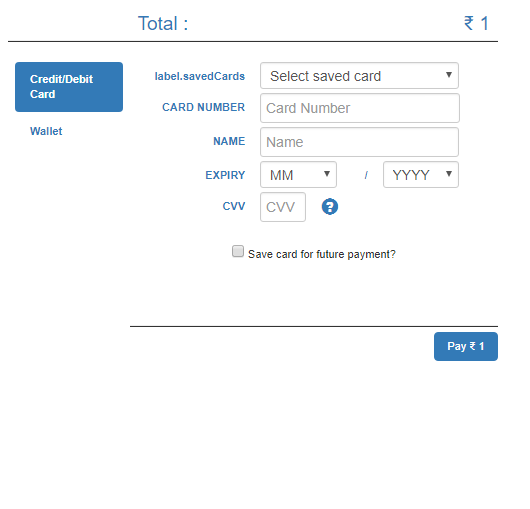 Total : ₹ 1
Credit/Debit
Card
Wallet
label.savedCards Select saved card
CARD NUMBER Card Number
NAME Name
EXPIRY MM / YYYY
CVV CVV ?
Save card for future payment?
Pay ₹ 1